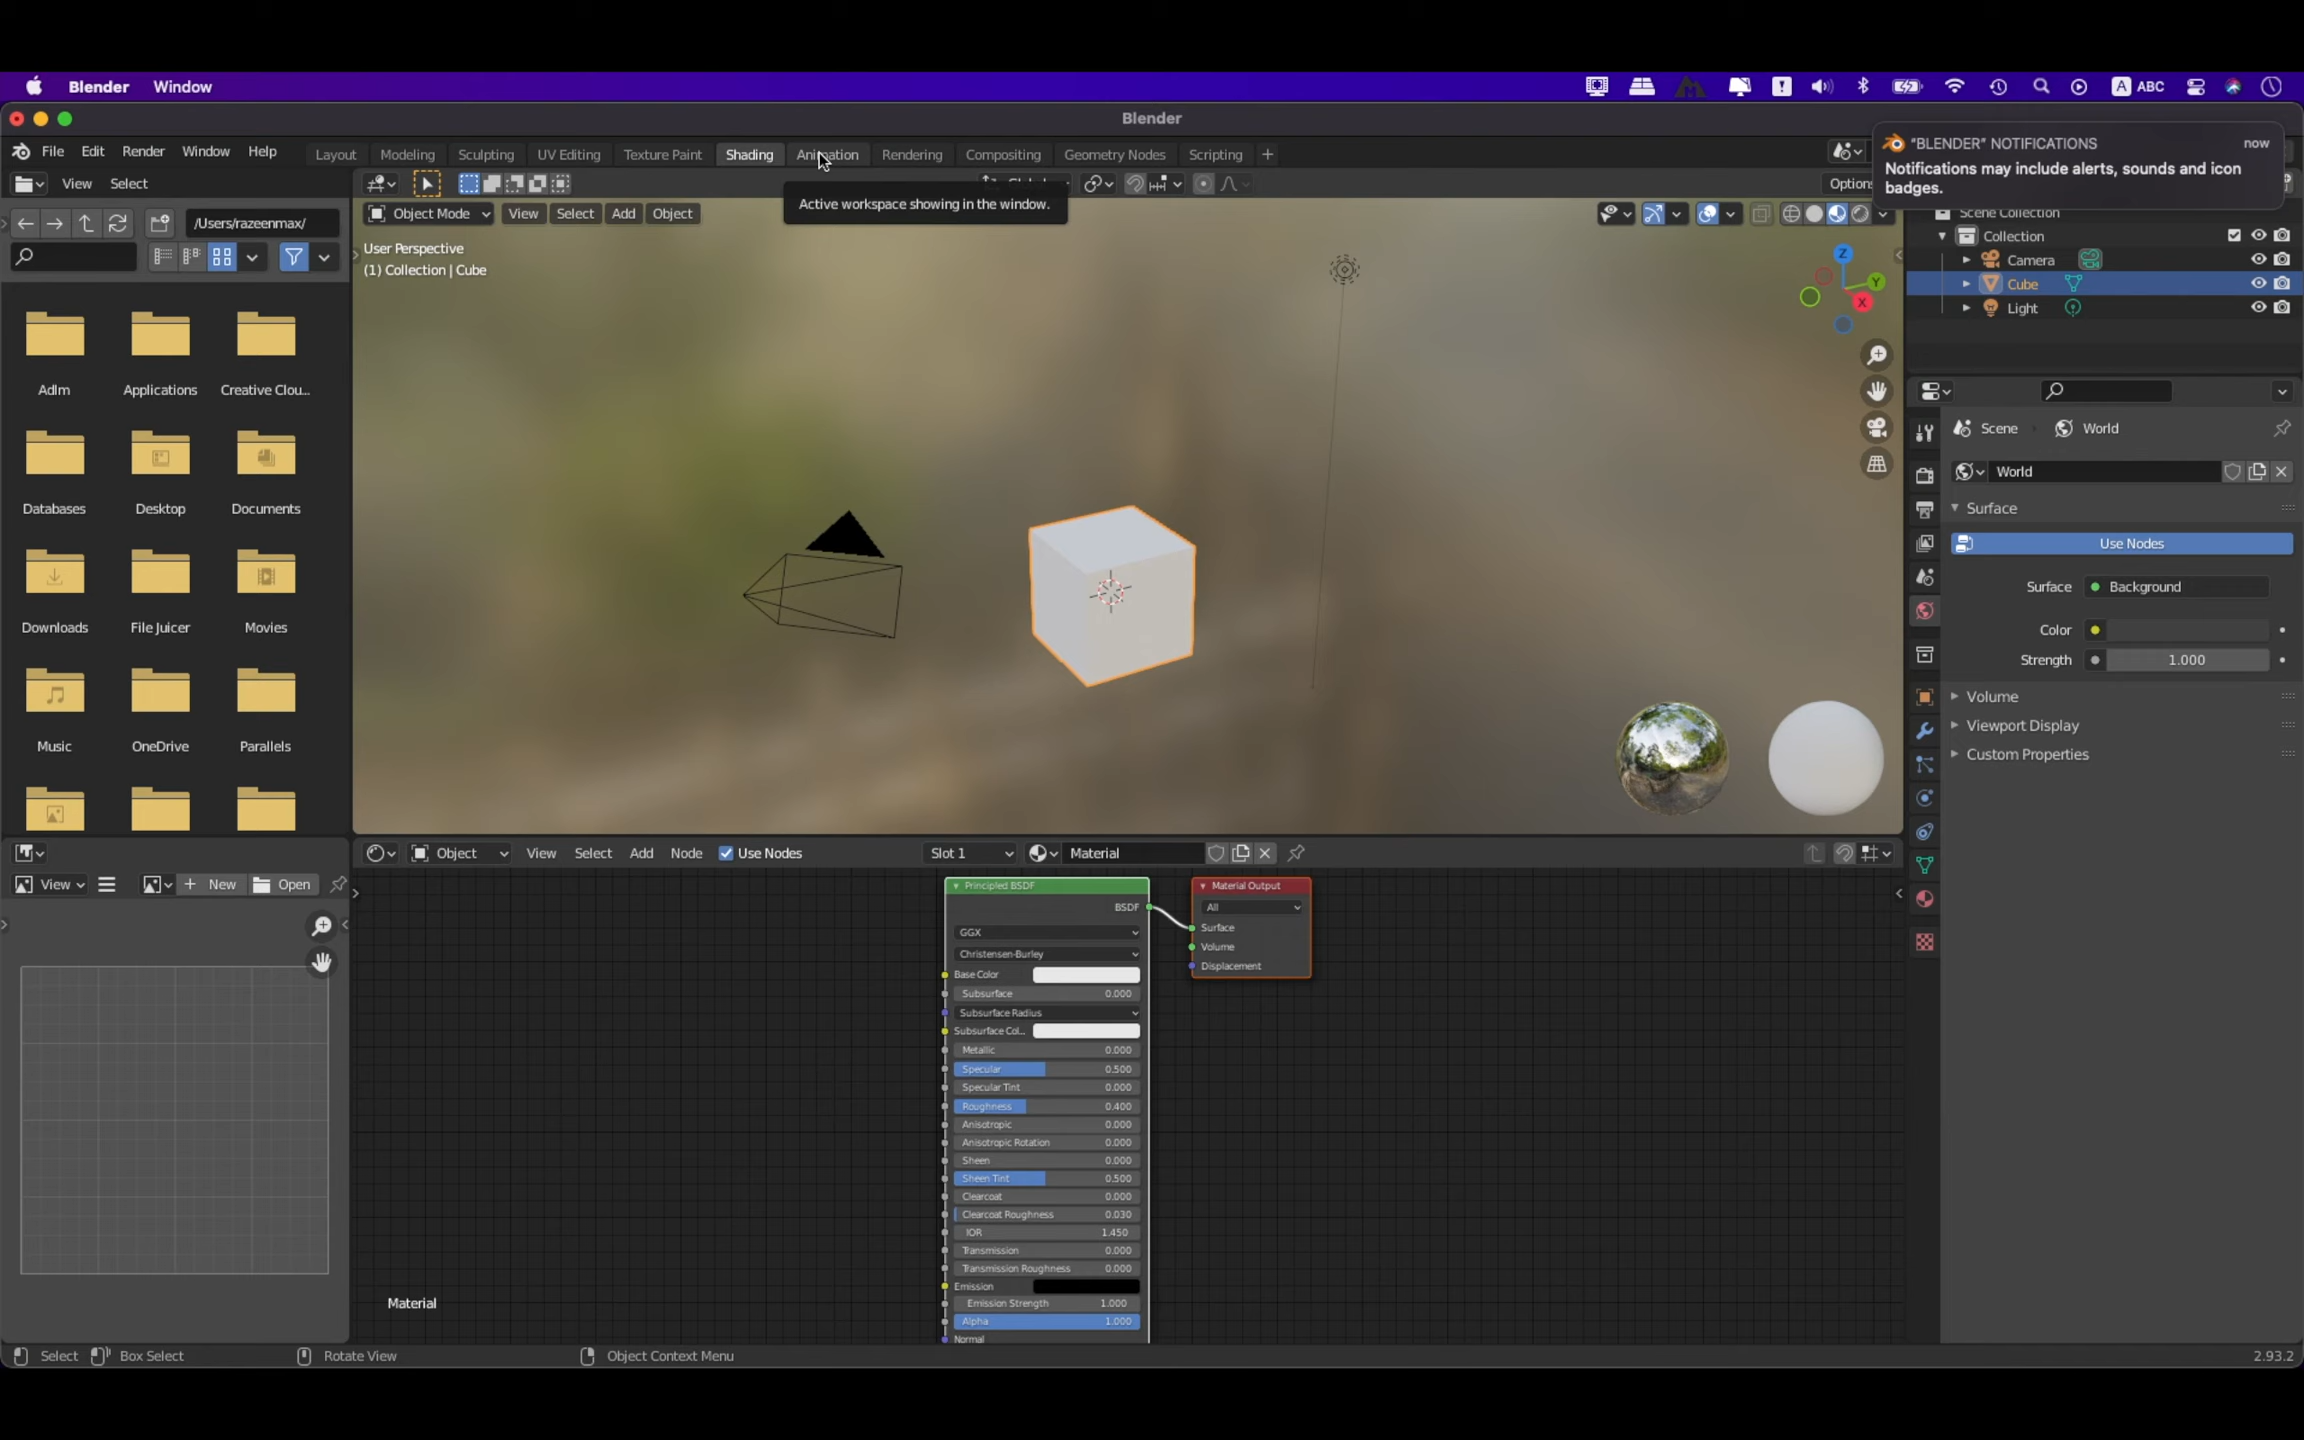 Blender Window
ABC
Blender
File Edit Render Window Help
Layout Modeling Sculpting UV Editing Texture Paint Shading Animation Rendering Compositing Geometry Nodes Scripting +
"BLENDER" NOTIFICATIONS now
Notifications may include alerts, sounds and icon
badges.
View Select
Options
Active workspace showing in the window.
/Users/razeenmax/
Object Mode View Select Add Object
User Perspective
(1) Collection | Cube
Scene Collection
Collection
Camera
Cube
Light
Z
Y
X
Adlm Applications Creative Clou...
Databases Desktop Documents
Downloads File Juicer Movies
Music OneDrive Parallels
Scene World
World
Surface
Use Nodes
Surface Background
Color
Strength 1.000
Volume
Viewport Display
Custom Properties
Object View Select Add Node Use Nodes Slot 1 Material
View New Open
Principled BSDF
BSDF
GGX
Christensen-Burley
Base Color
Subsurface 0.000
Subsurface Radius
Subsurface Col...
Metallic 0.000
Specular 0.500
Specular Tint 0.000
Roughness 0.400
Anisotropic 0.000
Anisotropic Rotation 0.000
Sheen 0.000
Sheen Tint 0.500
Clearcoat 0.000
Clearcoat Roughness 0.030
IOR 1.450
Transmission 0.000
Transmission Roughness 0.000
Emission
Emission Strength 1.000
Alpha 1.000
Normal
Material Output
All
Surface
Volume
Displacement
Material
Select Box Select Rotate View Object Context Menu 2.93.2